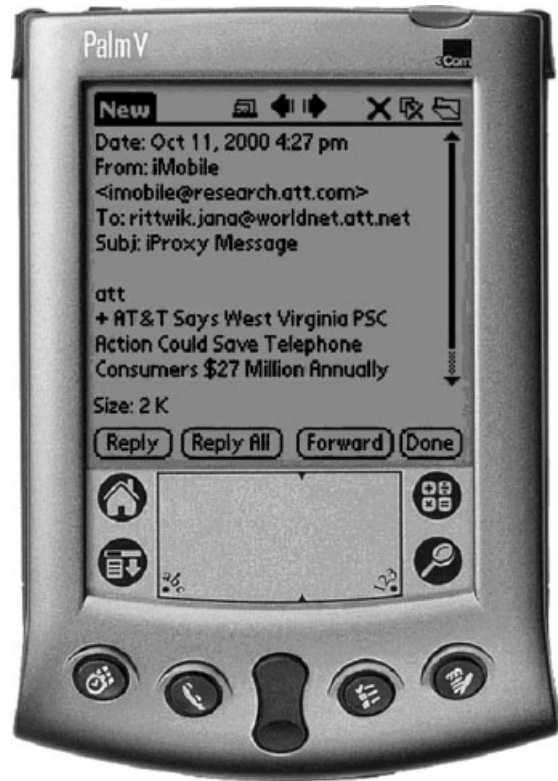 PalmV
3Com
New
Date: Oct 11, 2000 4:27 pm
From: iMobile
<imobile@research.att.com>
To: rittwik.jana@worldnet.att.net
Subj: iProxy Message
att
+ AT&T Says West Virginia PSC
Action Could Save Telephone
Consumers $27 Million Annually
Size: 2 K
Reply Reply All Forward Done
abc 123